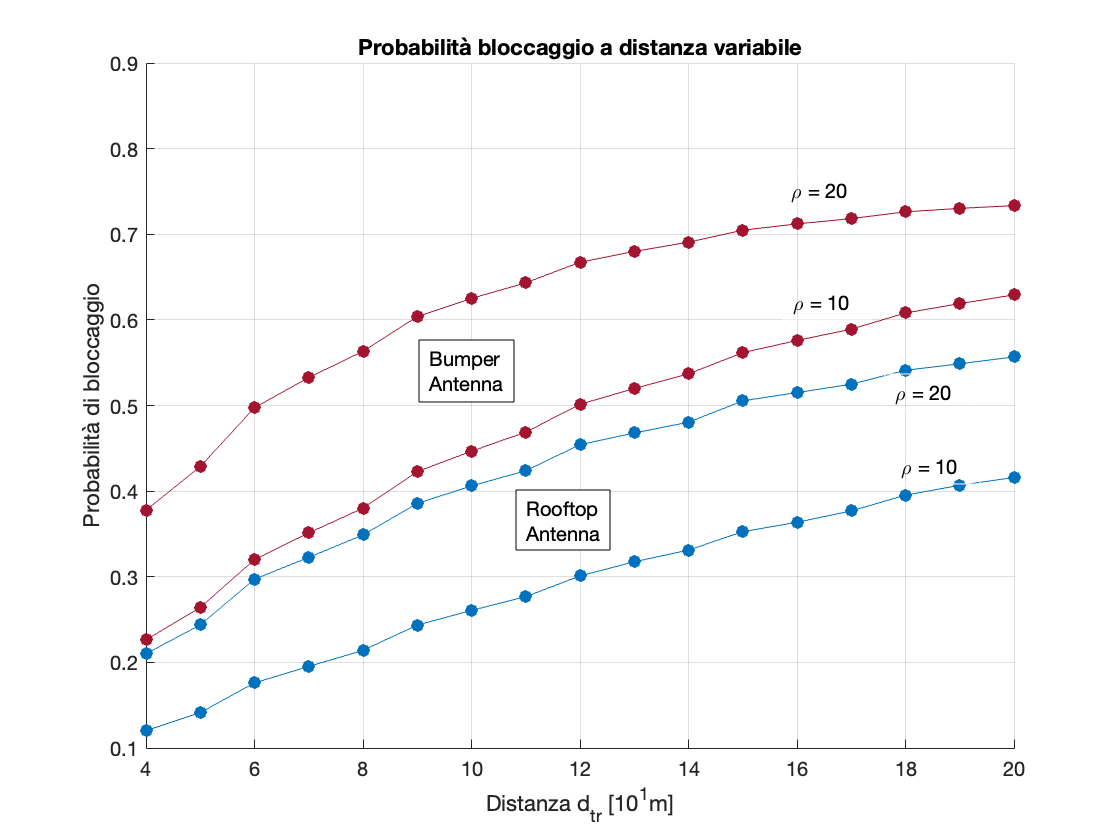 Probabilità bloccaggio a distanza variabile
0.9
0.8
0.7
0.6
0.5
0.4
0.3
0.2
0.1
Probabilità di bloccaggio
ρ = 20
ρ = 10
Bumper
Antenna
ρ = 20
ρ = 10
Rooftop
Antenna
4 6 8 10 12 14 16 18 20
Distanza d_tr [10^1m]